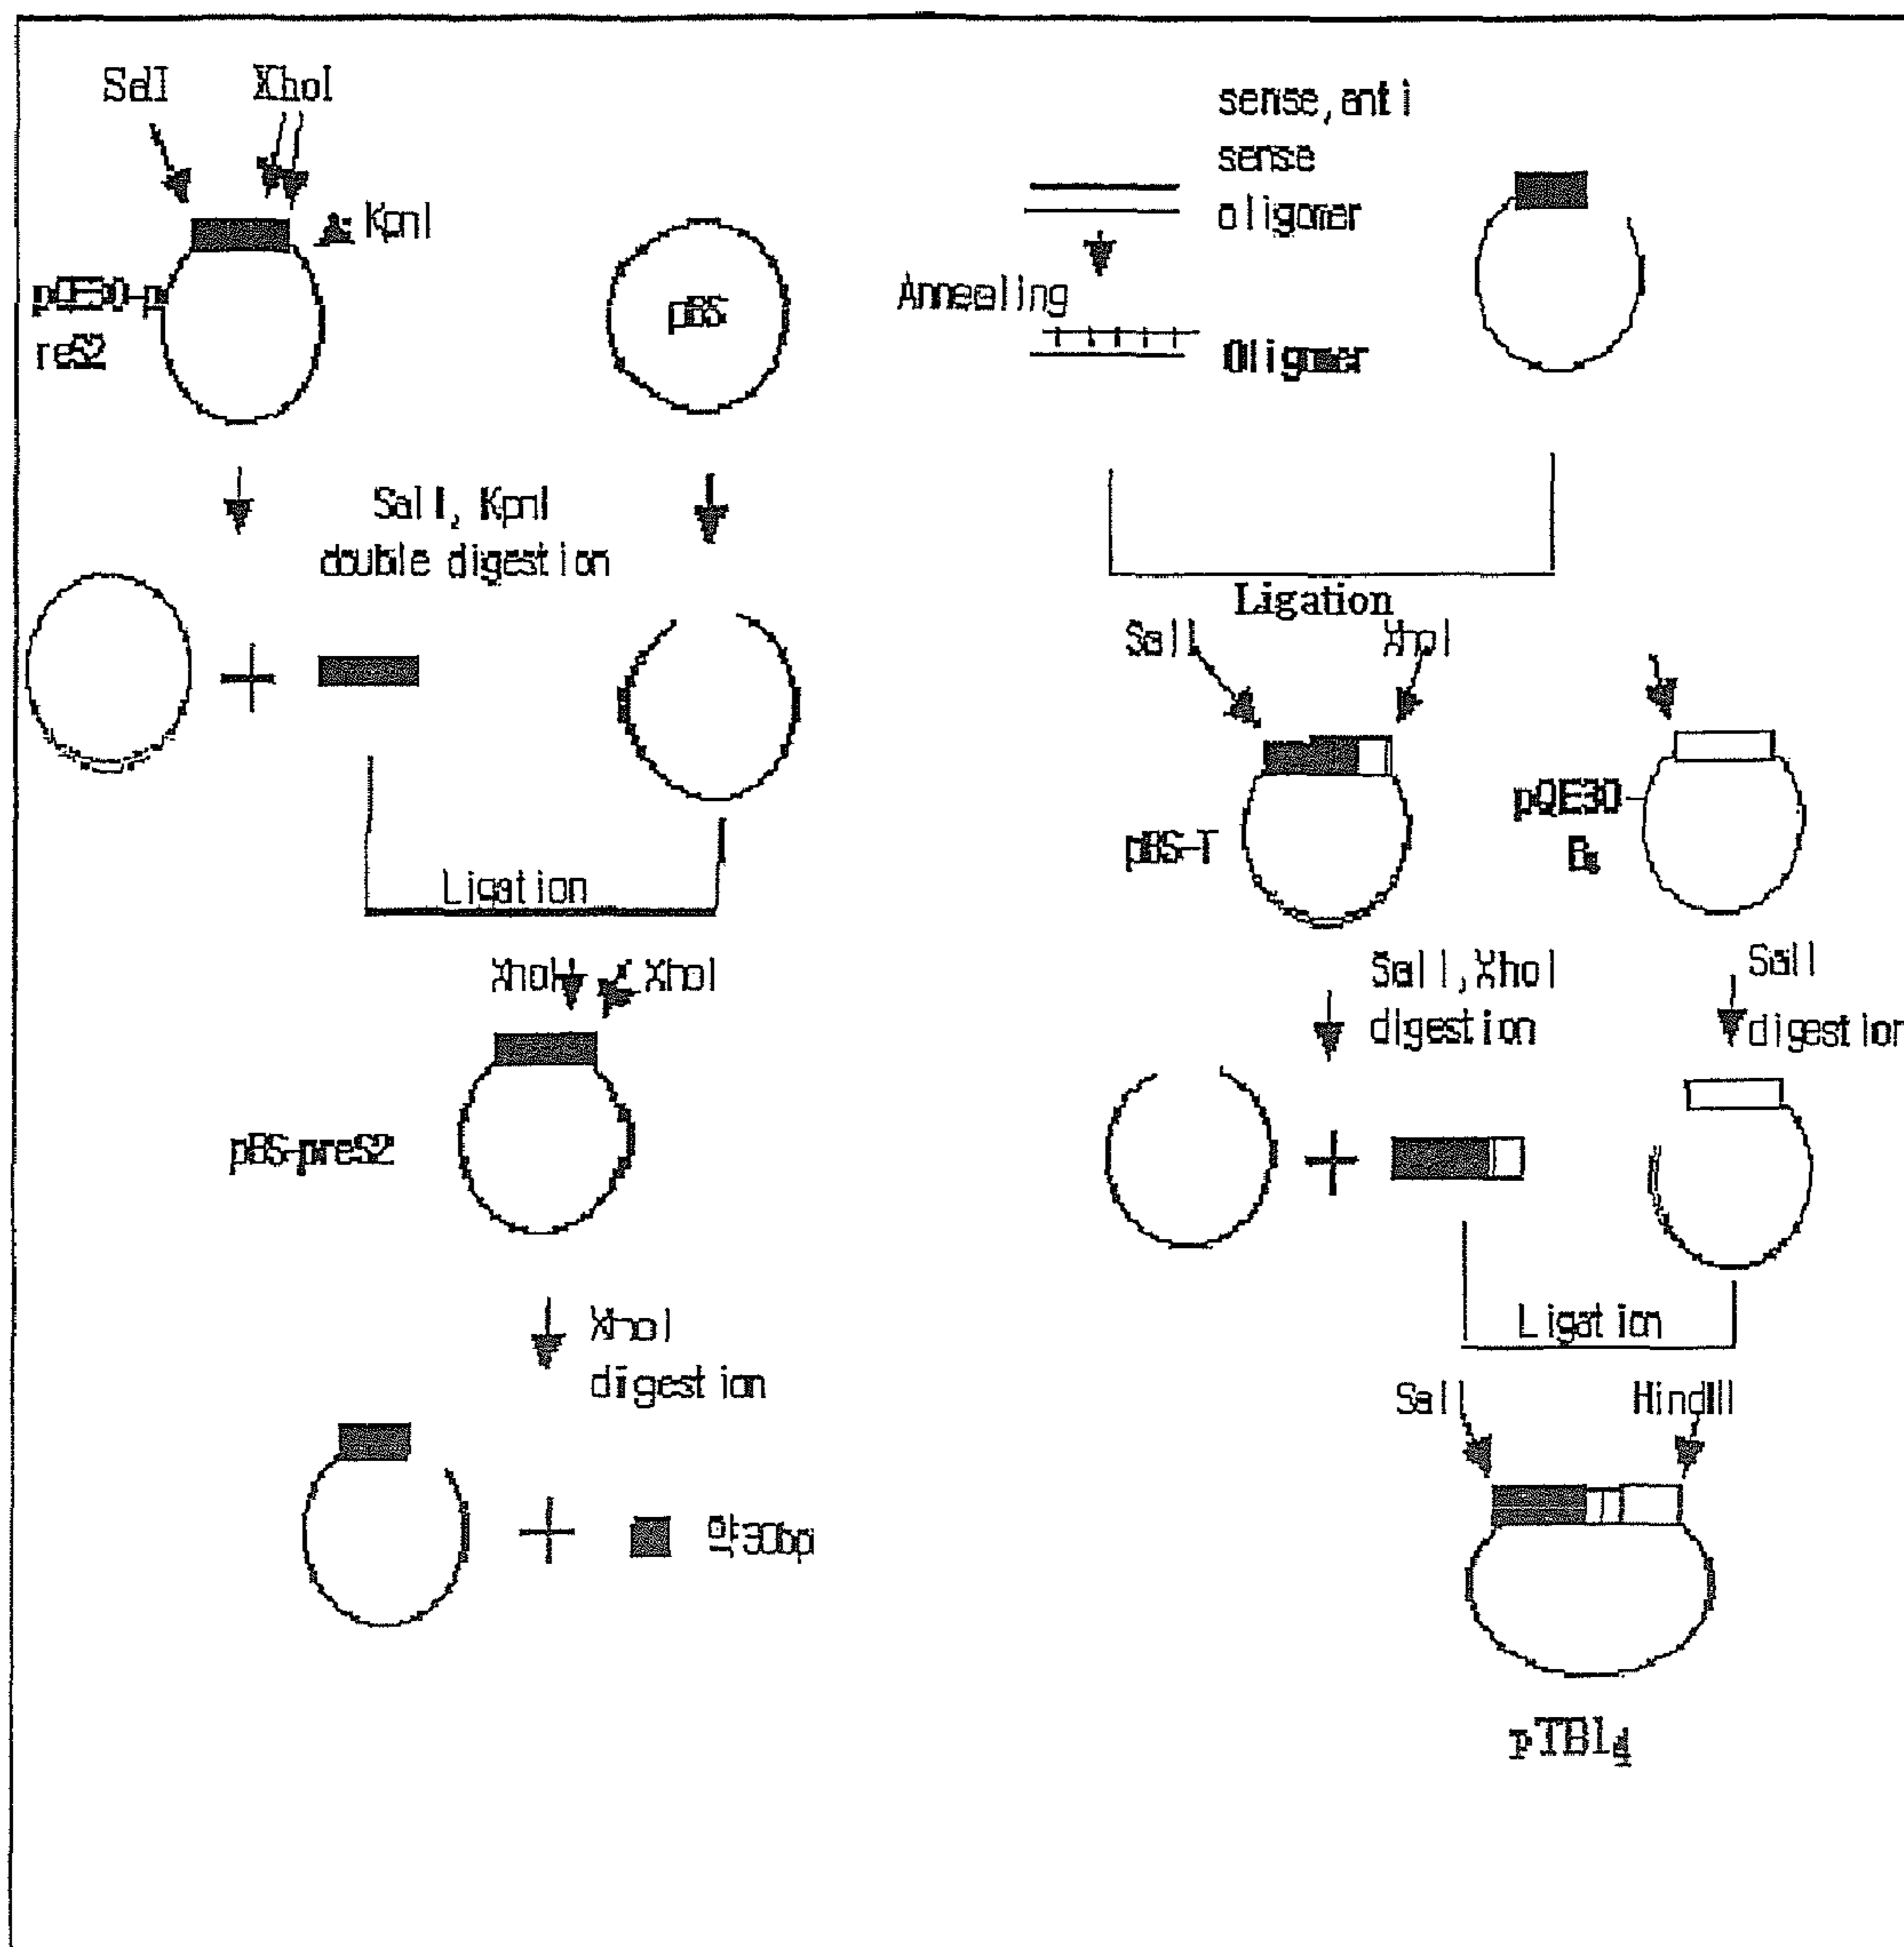 SalI XhoI
KpnI
pQE30-p
reS2
pBS
SalI, KpnI
double digestion
Ligation
XhoI XhoI
pBS-preS2
XhoI
digestion
약30bp
sense, anti
sense
oligomer
Annealing
Oligomer
Ligation
SalI XhoI
pBS-T
pQE30-
SalI, XhoI
digestion
SalI
digestion
Ligation
SalI HindIII